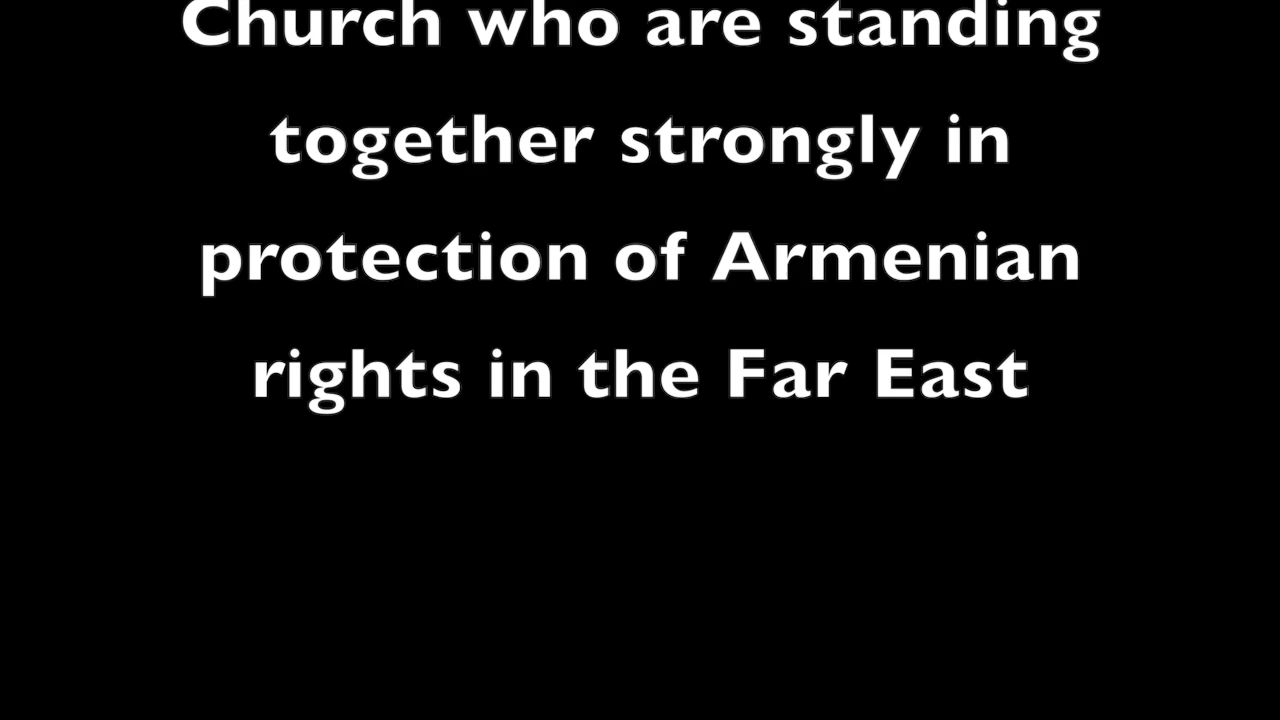 Church who are standing
together strongly in
protection of Armenian
rights in the Far East